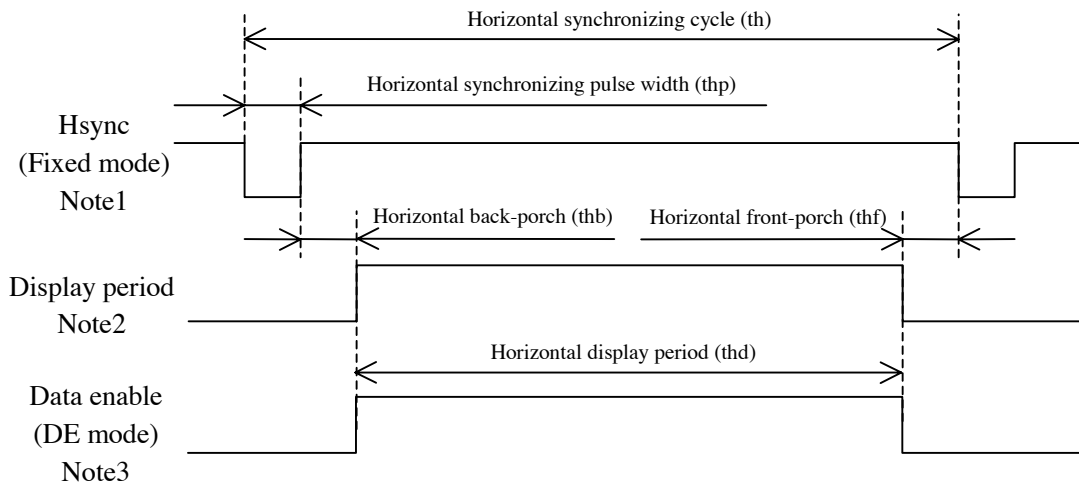 Horizontal synchronizing cycle (th)
Horizontal synchronizing pulse width (thp)
Hsync
(Fixed mode)
Note1
Horizontal back-porch (thb)
Horizontal front-porch (thf)
Display period
Note2
Horizontal display period (thd)
Data enable
(DE mode)
Note3